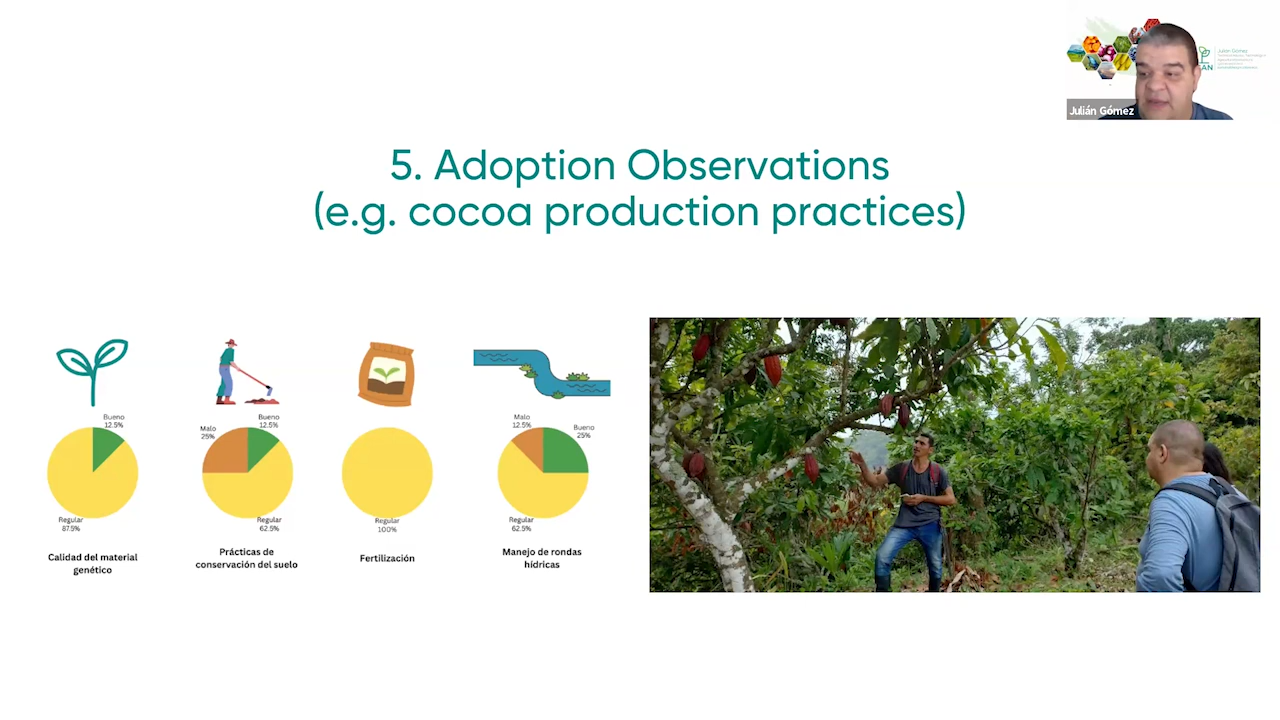 Julián Gómez
Julián Gómez
5. Adoption Observations
(e.g. cocoa production practices)
Bueno
12.5%
Regular
87.5%
Calidad del material
genético
Malo
25%
Bueno
12.5%
Regular
62.5%
Prácticas de
conservación del suelo
Regular
100%
Fertilización
Malo
12.5%
Bueno
25%
Regular
62.5%
Manejo de rondas
hídricas